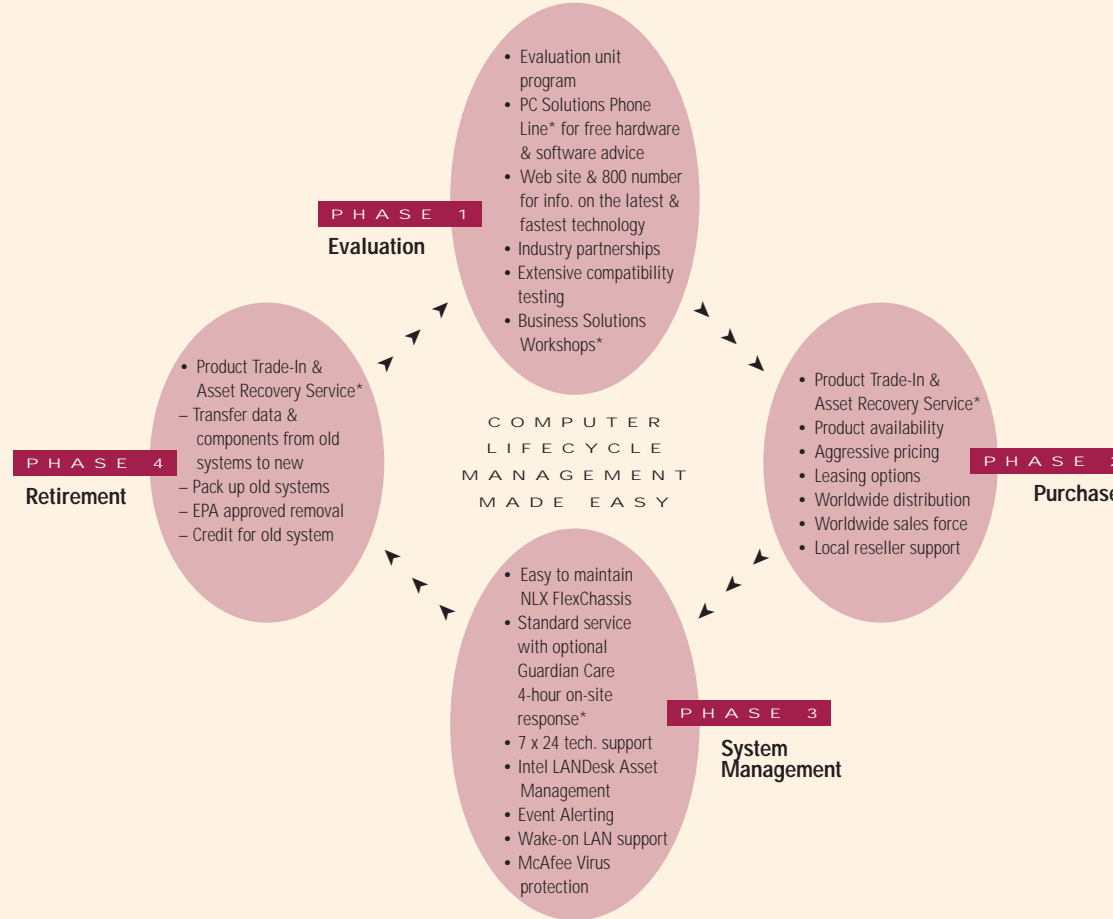 • Evaluation unit
program
• PC Solutions Phone
Line* for free hardware
& software advice
• Web site & 800 number
for info. on the latest &
fastest technology
• Industry partnerships
• Extensive compatibility
testing
• Business Solutions
Workshops*
PHASE 1
Evaluation
• Product Trade-In &
Asset Recovery Service*
• Product availability
• Aggressive pricing
• Leasing options
• Worldwide distribution
• Worldwide sales force
• Local reseller support
PHASE 2
Purchase
• Easy to maintain
NLX FlexChassis
• Standard service
with optional
Guardian Care
4-hour on-site
response*
• 7 x 24 tech. support
• Intel LANDesk Asset
Management
• Event Alerting
• Wake-on LAN support
• McAfee Virus
protection
PHASE 3
System
Management
• Product Trade-In &
Asset Recovery Service*
– Transfer data &
components from old
systems to new
– Pack up old systems
– EPA approved removal
– Credit for old system
PHASE 4
Retirement
COMPUTER
LIFECYCLE
MANAGEMENT
MADE EASY